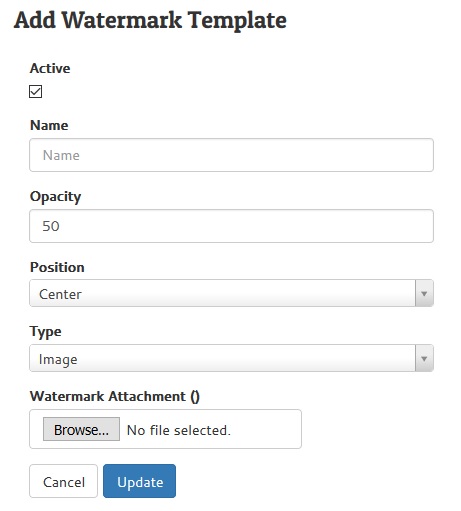 Add Watermark Template
Active
Name
Name
Opacity
50
Position
Center
Type
Image
Watermark Attachment ()
Browse... No file selected.
Cancel Update